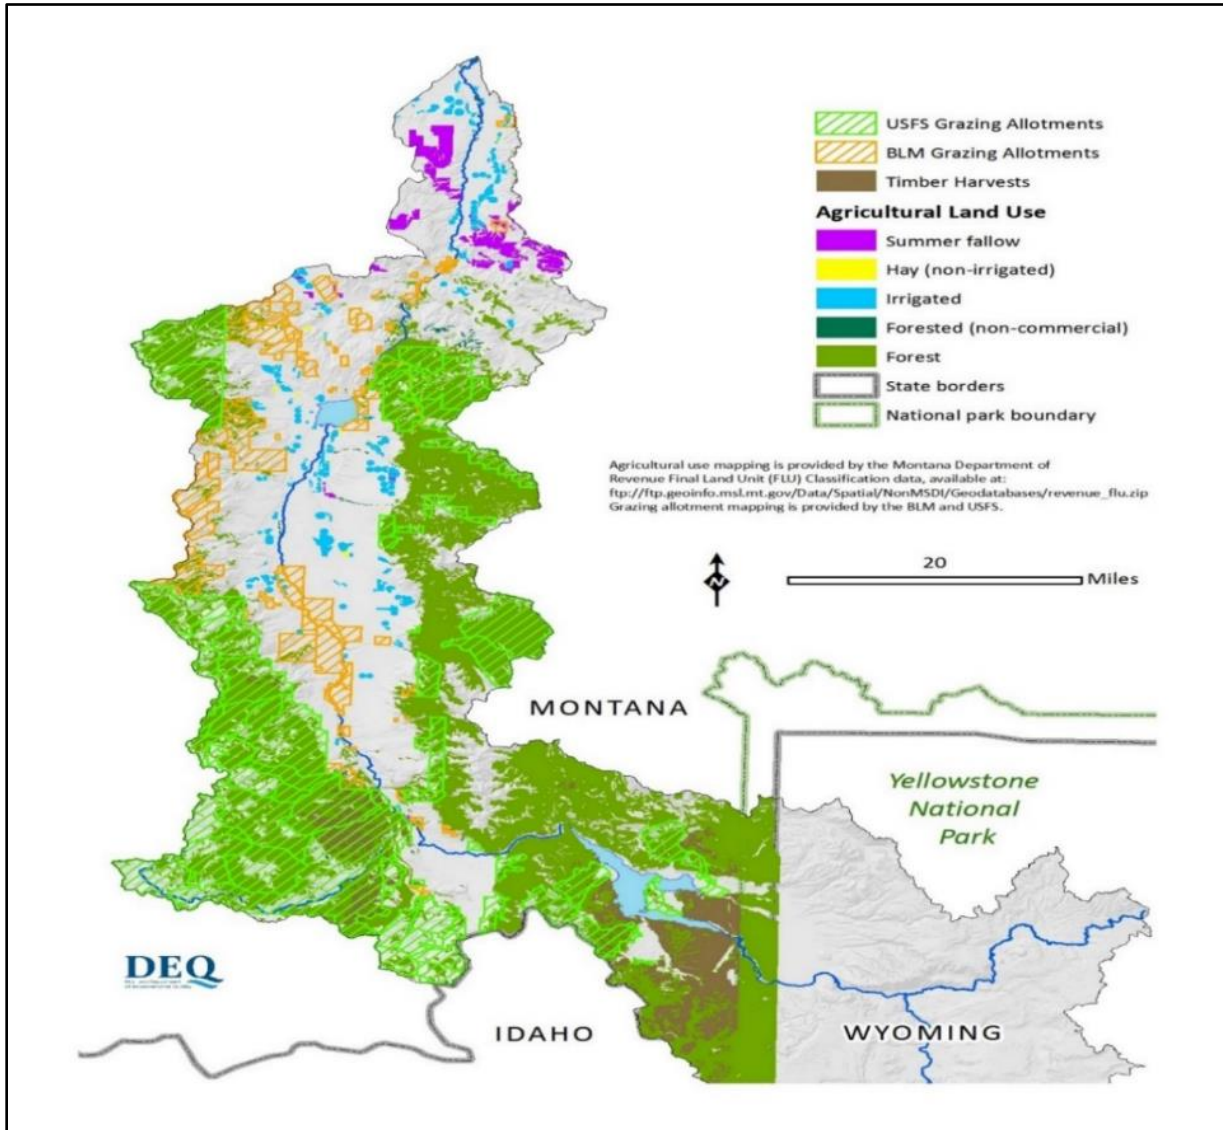 USFS Grazing Allotments
BLM Grazing Allotments
Timber Harvests
Agricultural Land Use
Summer fallow
Hay (non-irrigated)
Irrigated
Forested (non-commercial)
Forest
State borders
National park boundary
Agricultural use mapping is provided by the Montana Department of
Revenue Final Land Unit (FLU) Classification data, available at:
ftp://ftp.geoinfo.msl.mt.gov/Data/Spatial/NonMSDI/Geodatabases/revenue_flu.zip
Grazing allotment mapping is provided by the BLM and USFS.
N
20
Miles
MONTANA
Yellowstone
National
Park
DEQ
IDAHO
WYOMING